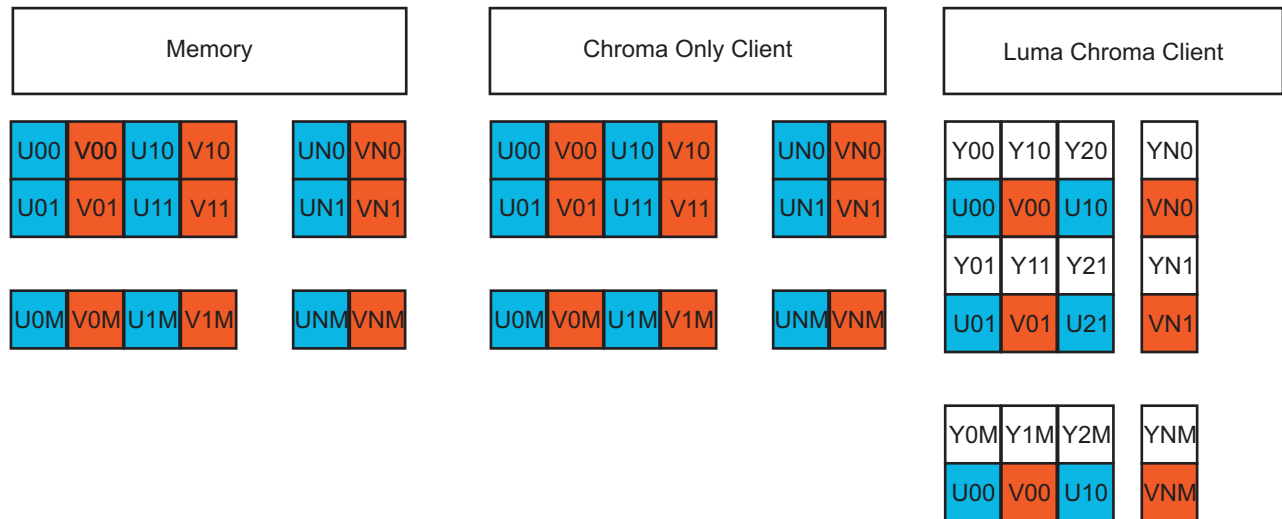 Memory
Chroma Only Client
Luma Chroma Client
U00 V00 U10 V10 UN0 VN0
U01 V01 U11 V11 UN1 VN1
U0M V0M U1M V1M UNM VNM
U00 V00 U10 V10 UN0 VN0
U01 V01 U11 V11 UN1 VN1
U0M V0M U1M V1M UNM VNM
Y00 Y10 Y20 YN0
U00 V00 U10 VN0
Y01 Y11 Y21 YN1
U01 V01 U21 VN1
Y0M Y1M Y2M YNM
U00 V00 U10 VNM